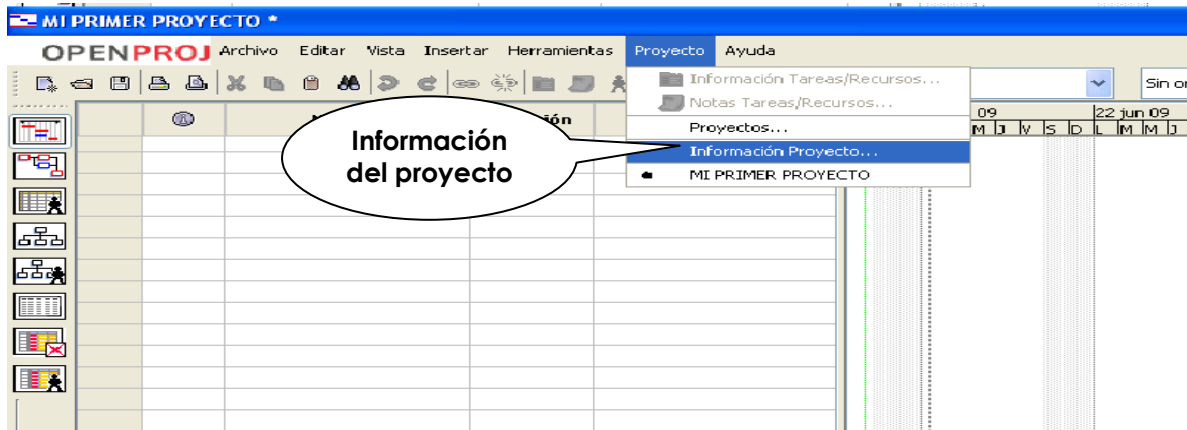 MI PRIMER PROYECTO *
OPENPROJ Archivo Editar Vista Insertar Herramientas Proyecto Ayuda
Información Tareas/Recursos...
Notas Tareas/Recursos...
Proyectos...
Información Proyecto...
MI PRIMER PROYECTO
Información
del proyecto
09 22 jun 09
M J V S D L M M J